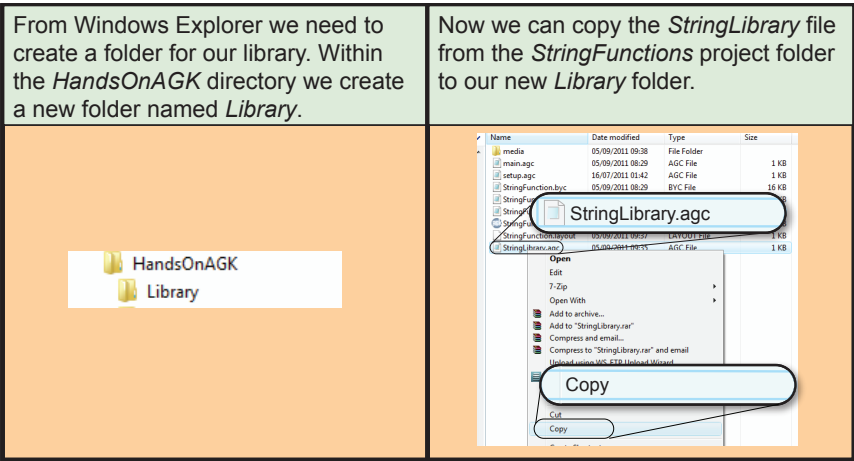 From Windows Explorer we need to
create a folder for our library. Within
the HandsOnAGK directory we create
a new folder named Library.
Now we can copy the StringLibrary file
from the StringFunctions project folder
to our new Library folder.
HandsOnAGK
Library
Name Date modified Type Size
media 05/09/2011 09:38 File Folder
main.agc 05/09/2011 08:29 AGC File 1 KB
setup.agc 16/07/2011 01:42 AGC File 1 KB
StringFunction.byc 05/09/2011 08:29 BYC File 16 KB
StringLibrary.agc
StringFunction.layout 05/09/2011 09:37 LAYOUT File 1 KB
StringLibrary.agc 05/09/2011 09:35 AGC File 1 KB
Open
Edit
7-Zip
Open With
Add to archive...
Add to "StringLibrary.rar"
Compress and email...
Compress to "StringLibrary.rar" and email
Upload using WS_FTP Upload Wizard
Copy
Cut
Copy